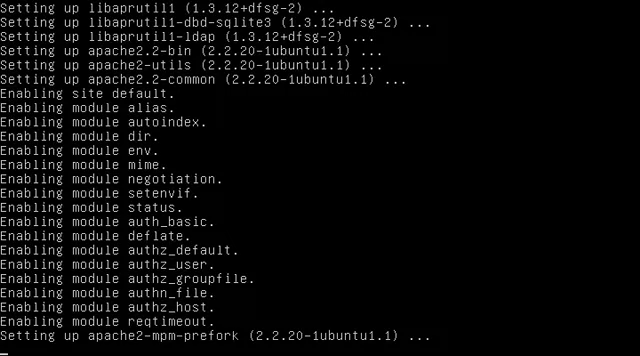 Setting up libaprutil1 (1.3.12+dfsg-2) ...
Setting up libaprutil1-dbd-sqlite3 (1.3.12+dfsg-2) ...
Setting up libaprutil1-ldap (1.3.12+dfsg-2) ...
Setting up apache2.2-bin (2.2.20-1ubuntu1.1) ...
Setting up apache2-utils (2.2.20-1ubuntu1.1) ...
Setting up apache2.2-common (2.2.20-1ubuntu1.1) ...
Enabling site default.
Enabling module alias.
Enabling module autoindex.
Enabling module dir.
Enabling module env.
Enabling module mime.
Enabling module negotiation.
Enabling module setenvif.
Enabling module status.
Enabling module auth_basic.
Enabling module deflate.
Enabling module authz_default.
Enabling module authz_user.
Enabling module authz_groupfile.
Enabling module authn_file.
Enabling module authz_host.
Enabling module reqtimeout.
Setting up apache2-mpm-prefork (2.2.20-1ubuntu1.1) ...